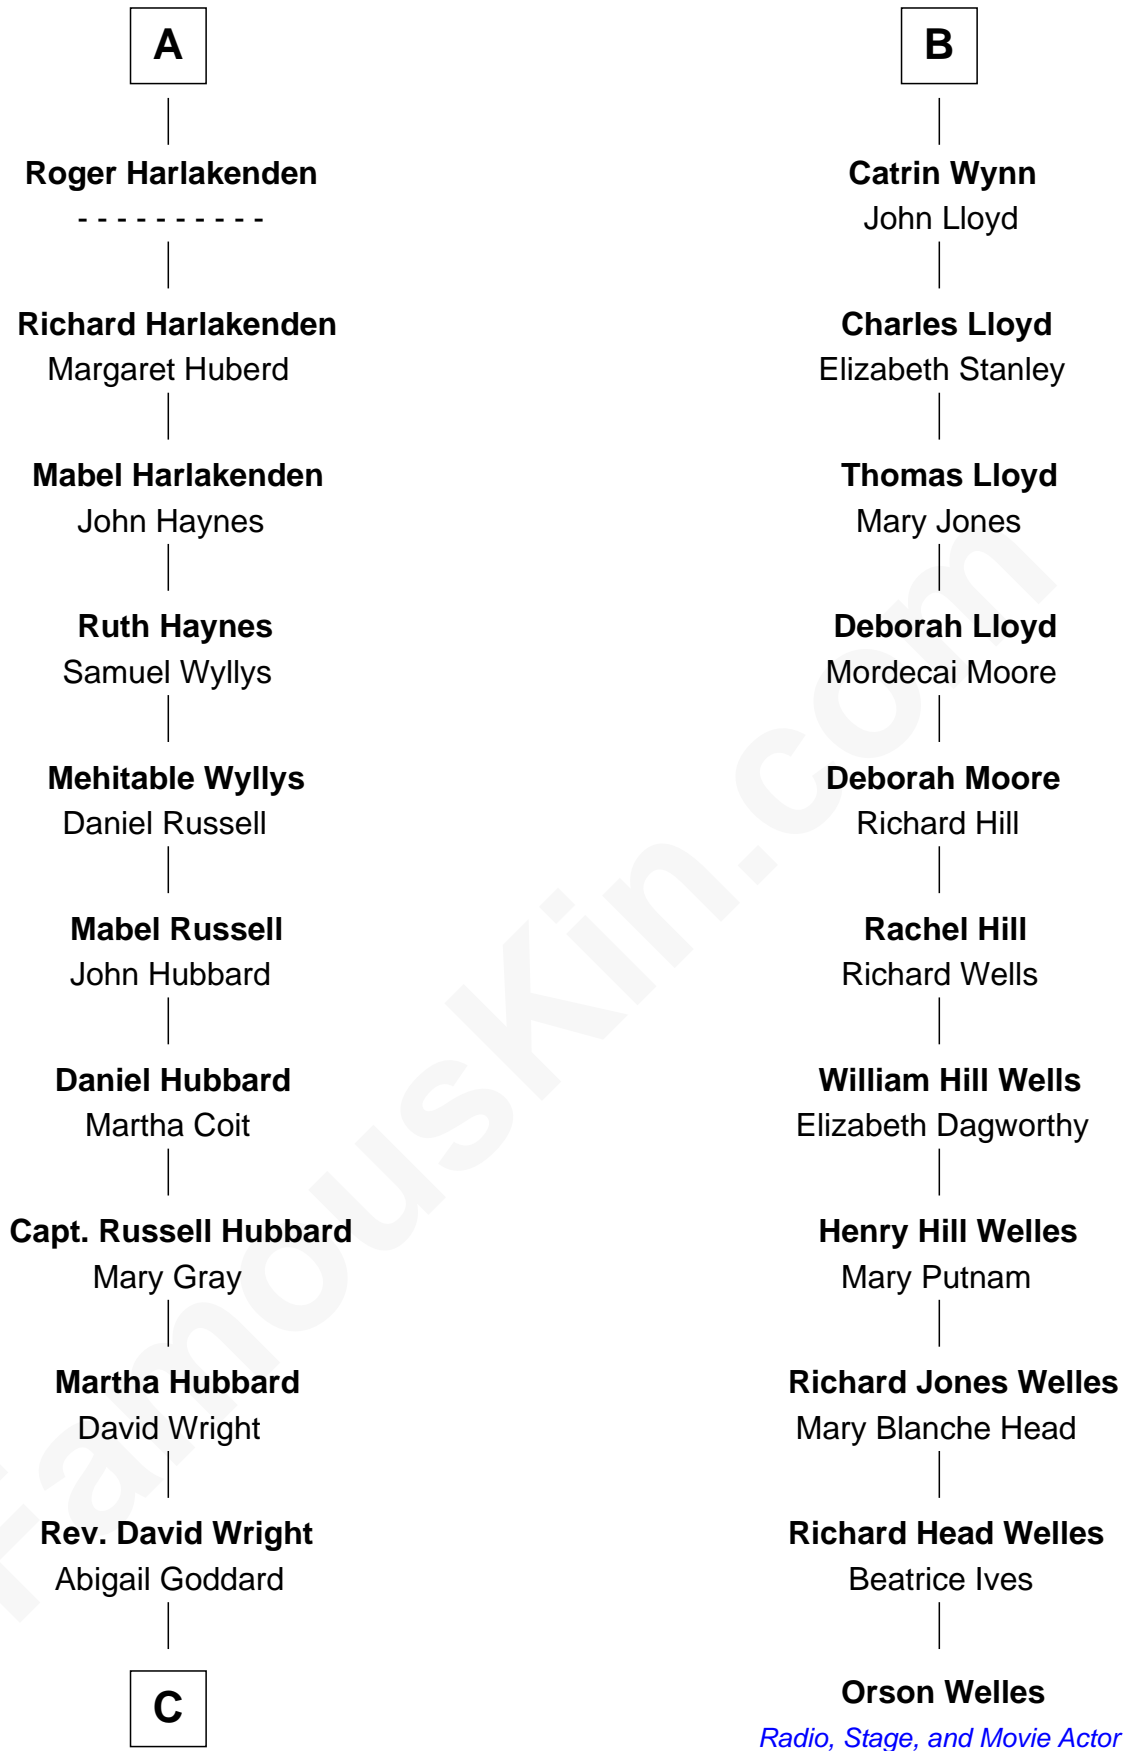 A
Roger Harlakenden
- - - - - - - - - -
Richard Harlakenden
Margaret Huberd
Mabel Harlakenden
John Haynes
Ruth Haynes
Samuel Wyllys
Mehitable Wyllys
Daniel Russell
Mabel Russell
John Hubbard
Daniel Hubbard
Martha Coit
Capt. Russell Hubbard
Mary Gray
Martha Hubbard
David Wright
Rev. David Wright
Abigail Goddard
C
B
Catrin Wynn
John Lloyd
Charles Lloyd
Elizabeth Stanley
Thomas Lloyd
Mary Jones
Deborah Lloyd
Mordecai Moore
Deborah Moore
Richard Hill
Rachel Hill
Richard Wells
William Hill Wells
Elizabeth Dagworthy
Henry Hill Welles
Mary Putnam
Richard Jones Welles
Mary Blanche Head
Richard Head Welles
Beatrice Ives
Orson Welles
Radio, Stage, and Movie Actor
FamousKin.com